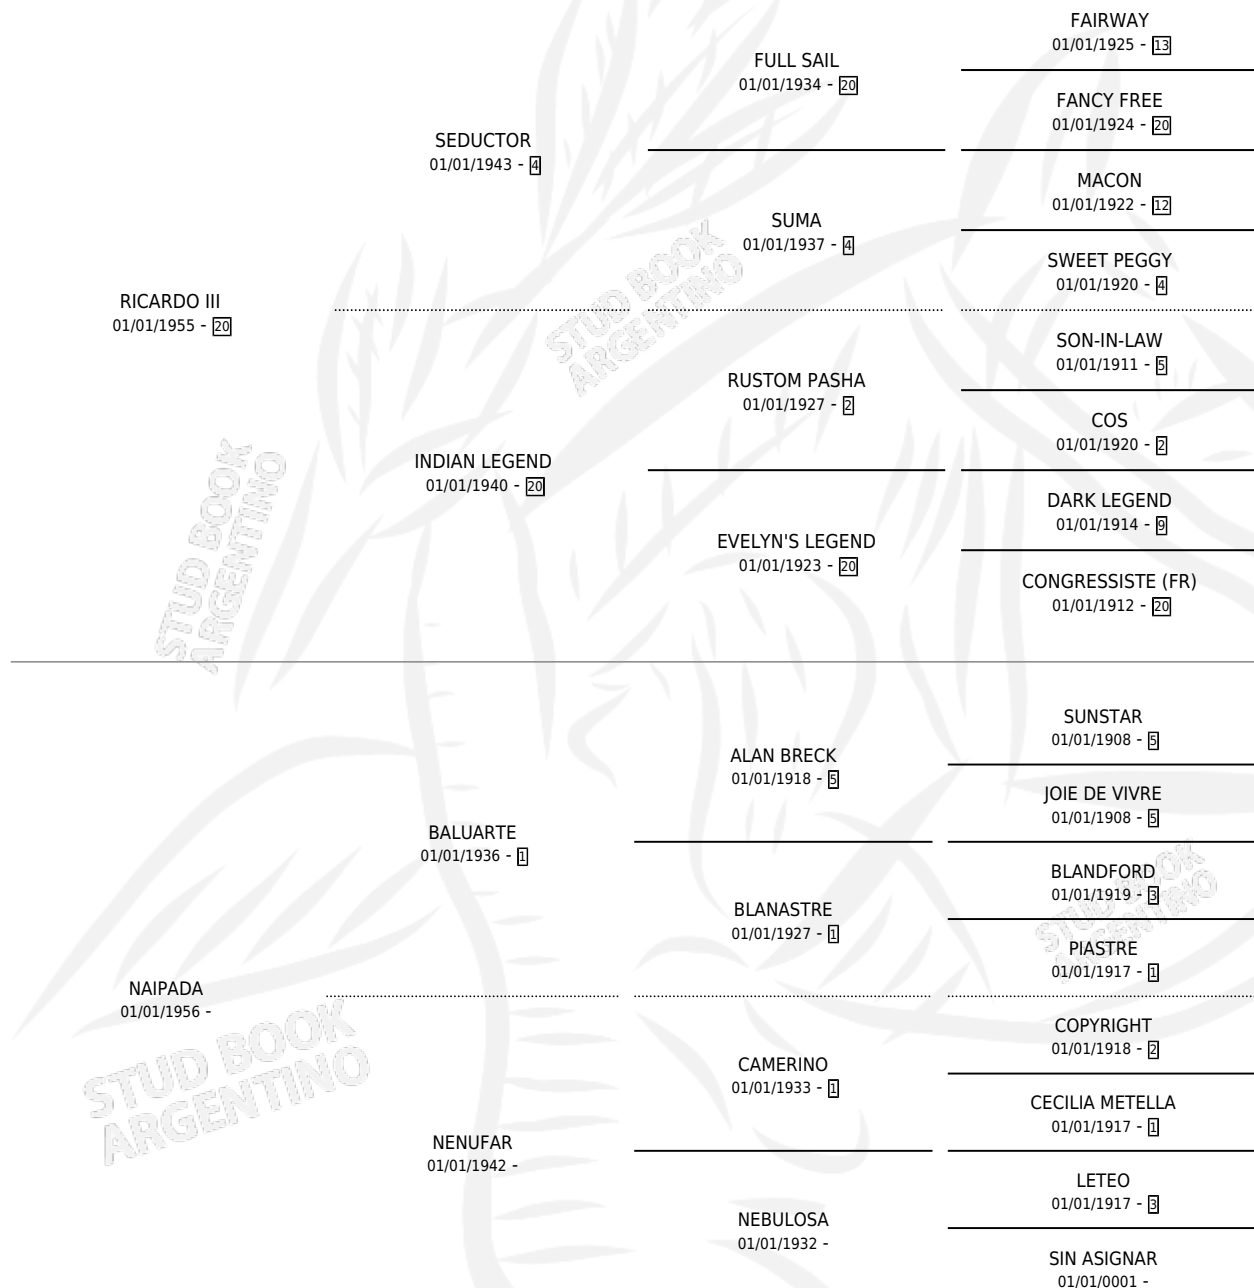 FAIRWAY
01/01/1925 - 13
FULL SAIL
01/01/1934 - 20
FANCY FREE
01/01/1924 - 20
SEDUCTOR
01/01/1943 - 4
MACON
01/01/1922 - 12
SUMA
01/01/1937 - 4
SWEET PEGGY
01/01/1920 - 4
RICARDO III
01/01/1955 - 20
SON-IN-LAW
01/01/1911 - 5
RUSTOM PASHA
01/01/1927 - 2
COS
01/01/1920 - 2
INDIAN LEGEND
01/01/1940 - 20
DARK LEGEND
01/01/1914 - 9
EVELYN'S LEGEND
01/01/1923 - 20
CONGRESSISTE (FR)
01/01/1912 - 20
SUNSTAR
01/01/1908 - 5
ALAN BRECK
01/01/1918 - 5
JOIE DE VIVRE
01/01/1908 - 5
BALUARTE
01/01/1936 - 1
BLANDFORD
01/01/1919 - 3
BLANASTRE
01/01/1927 - 1
PIASTRE
01/01/1917 - 1
NAIPADA
01/01/1956 -
COPYRIGHT
01/01/1918 - 2
CAMERINO
01/01/1933 - 1
CECILIA METELLA
01/01/1917 - 1
NENUFAR
01/01/1942 -
LETEO
01/01/1917 - 3
NEBULOSA
01/01/1932 -
SIN ASIGNAR
01/01/0001 -
STUD BOOK
ARGENTINO
STUD BOOK
ARGENTINO
STUD BOOK
ARGENTINO
STUD BOOK
ARGENTINO